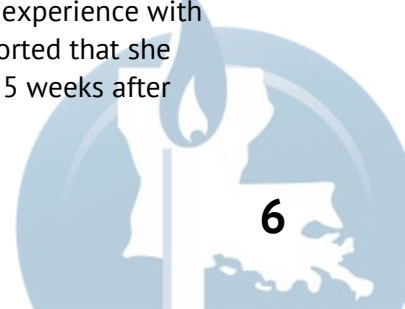 experience with
orted that she
5 weeks after
6